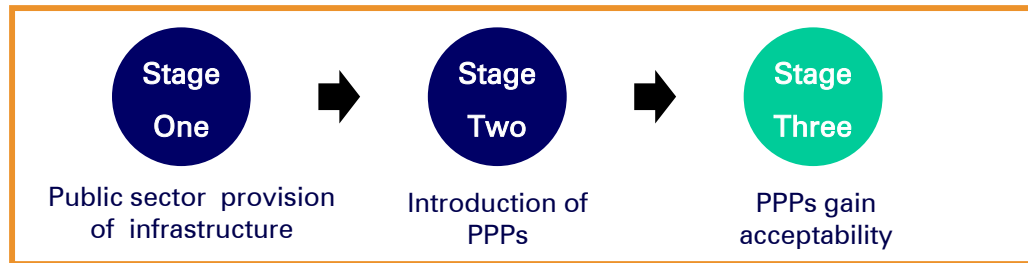 Stage
One
Stage
Two
Stage
Three
Public sector provision
of infrastructure
Introduction of
PPPs
PPPs gain
acceptability